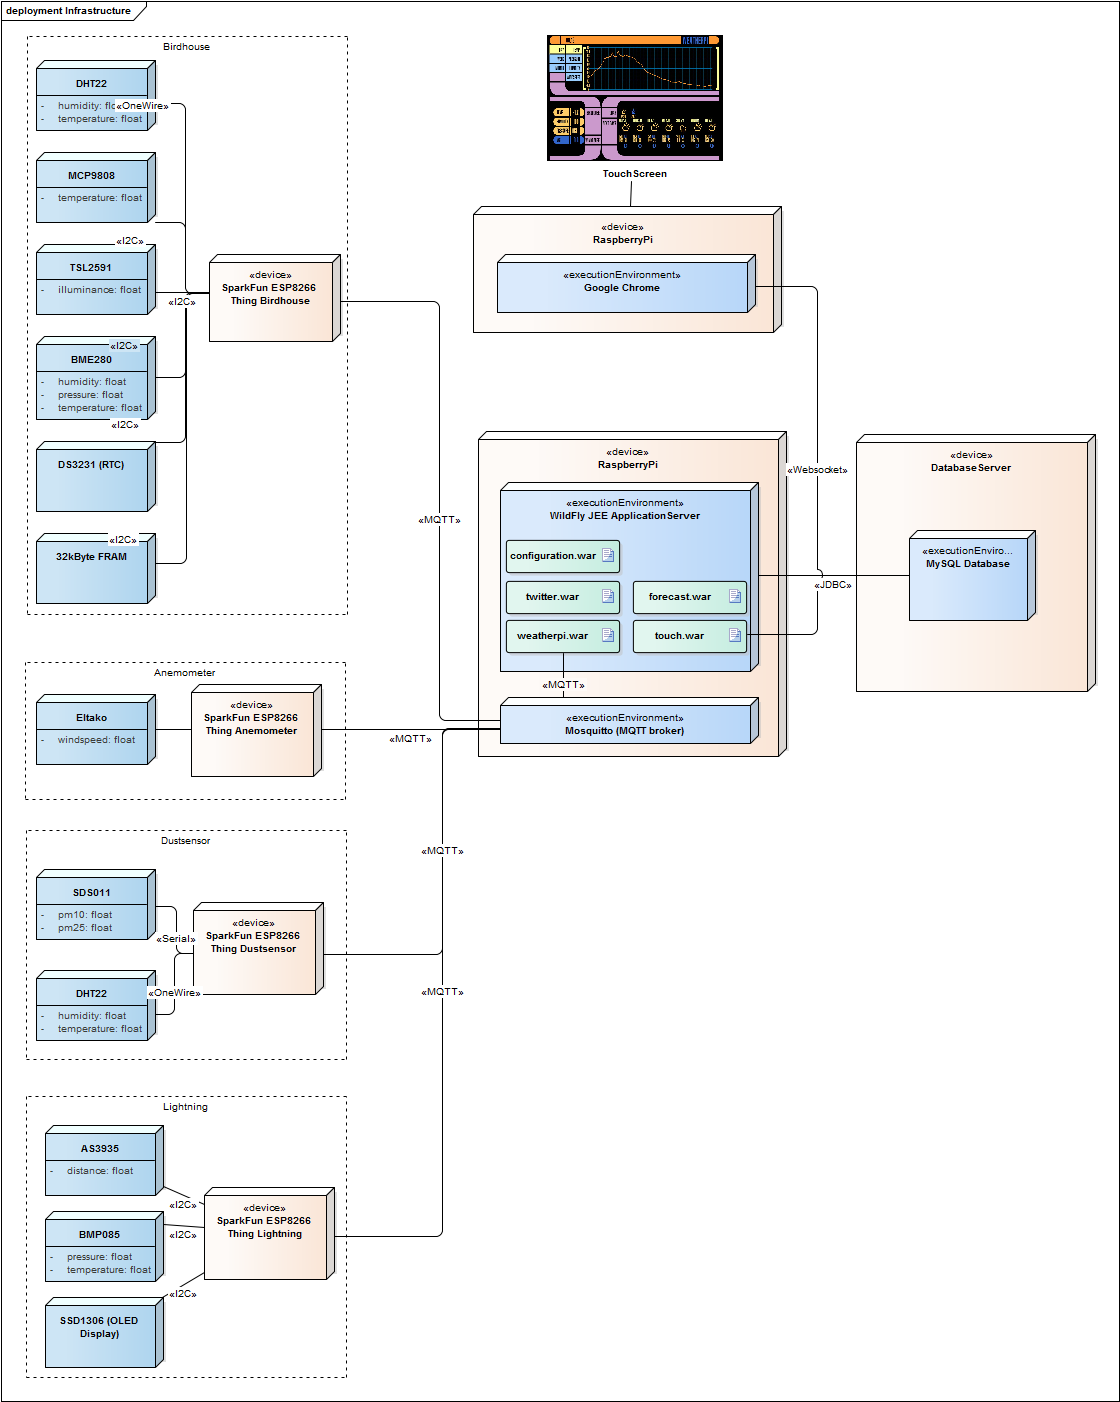 deployment Infrastructure
Birdhouse
DHT22
«OneWire»
- humidity: flo
- temperature: float
MCP9808
- temperature: float
«I2C»
TSL2591
- illuminance: float
«I2C»
«device»
SparkFun ESP8266
Thing Birdhouse
«I2C»
BME280
- humidity: float
- pressure: float
- temperature: float
«I2C»
DS3231 (RTC)
«I2C»
32kByte FRAM
TouchScreen
«device»
RaspberryPi
«executionEnvironment»
Google Chrome
«MQTT»
«device»
RaspberryPi
«executionEnvironment»
WildFly JEE ApplicationServer
configuration.war
twitter.war
forecast.war
weatherpi.war
touch.war
«MQTT»
«executionEnvironment»
Mosquitto (MQTT broker)
«Websocket»
«JDBC»
«device»
DatabaseServer
«executionEnviro...
MySQL Database
Anemometer
Eltako
- windspeed: float
«device»
SparkFun ESP8266
Thing Anemometer
«MQTT»
Dustsensor
SDS011
- pm10: float
- pm25: float
«Serial»
«device»
SparkFun ESP8266
Thing Dustsensor
DHT22
«OneWire»
- humidity: float
- temperature: float
«MQTT»
«MQTT»
Lightning
AS3935
- distance: float
«I2C»
«device»
SparkFun ESP8266
Thing Lightning
BMP085
«I2C»
- pressure: float
- temperature: float
«I2C»
SSD1306 (OLED
Display)